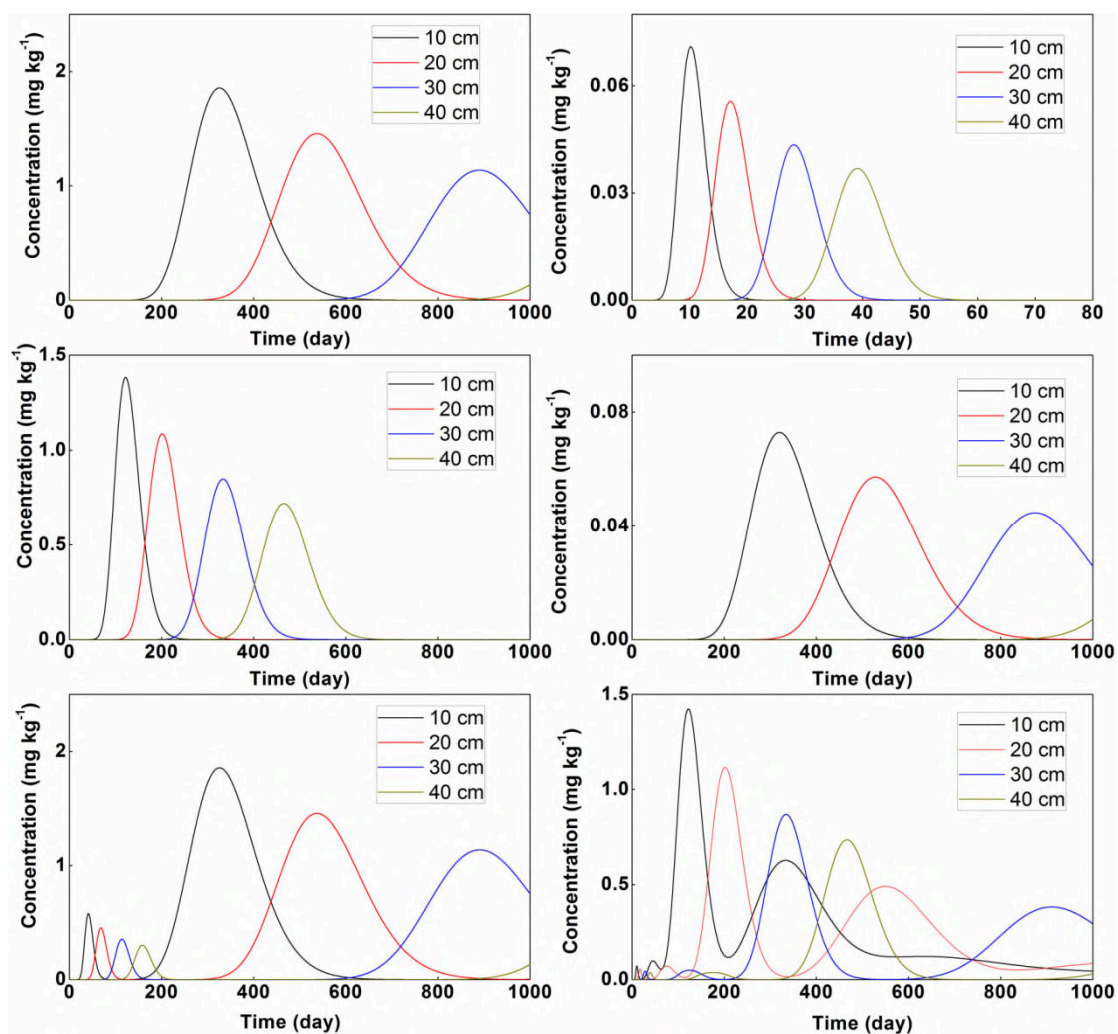 Concentration (mg kg⁻¹)
2
1
0
0 200 400 600 800 1000
Time (day)
10 cm
20 cm
30 cm
40 cm
Concentration (mg kg⁻¹)
0.06
0.03
0.00
0 10 20 30 40 50 60 70 80
Time (day)
10 cm
20 cm
30 cm
40 cm
Concentration (mg kg⁻¹)
1.5
1.0
0.5
0.0
0 200 400 600 800 1000
Time (day)
10 cm
20 cm
30 cm
40 cm
Concentration (mg kg⁻¹)
0.08
0.04
0.00
0 200 400 600 800 1000
Time (day)
10 cm
20 cm
30 cm
40 cm
Concentration (mg kg⁻¹)
2
1
0
0 200 400 600 800 1000
Time (day)
10 cm
20 cm
30 cm
40 cm
Concentration (mg kg⁻¹)
1.5
1.0
0.5
0.0
0 200 400 600 800 1000
Time (day)
10 cm
20 cm
30 cm
40 cm